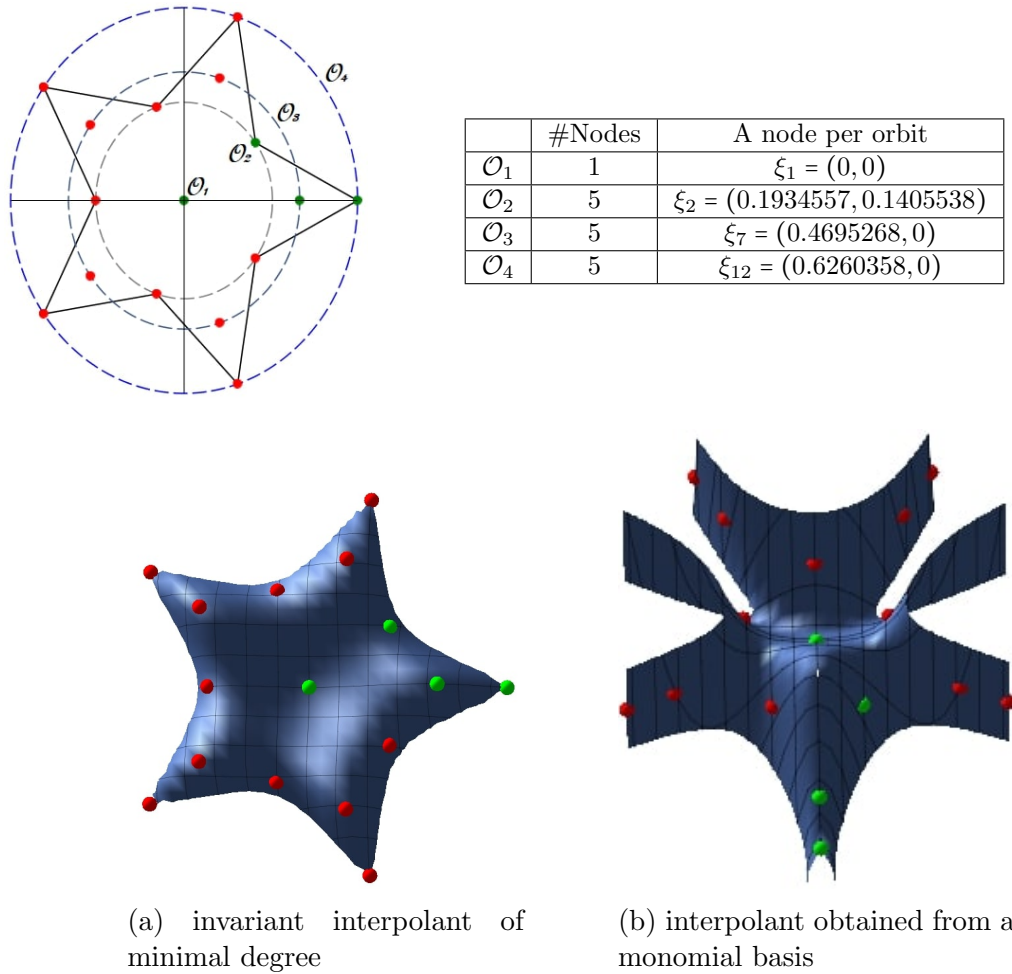 𝒪₄
𝒪₃
𝒪₂
𝒪₁
#Nodes A node per orbit
𝒪₁ 1 ξ₁ = (0, 0)
𝒪₂ 5 ξ₂ = (0.1934557, 0.1405538)
𝒪₃ 5 ξ₇ = (0.4695268, 0)
𝒪₄ 5 ξ₁₂ = (0.6260358, 0)
(a) invariant interpolant of
minimal degree
(b) interpolant obtained from a
monomial basis